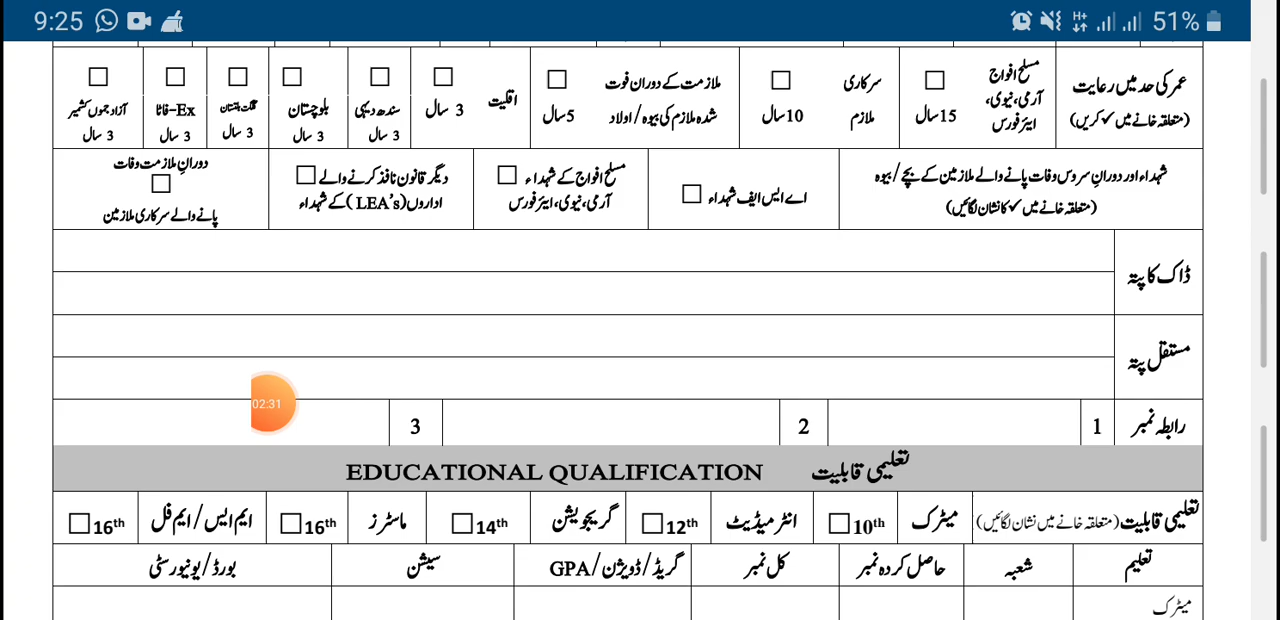 9:25 51%
عمر کی حد میں رعایت
(متعلقہ خانے میں ✓ کریں)
مسلح افواج
آرمی، نیوی،
ایئر فورس
☐
15سال
سرکاری
ملازم
☐
10سال
ملازمت کے دوران فوت
شدہ ملازم کی بیوہ/اولاد
☐
5سال
اقلیت
☐
3 سال
☐
سندھ دیہی
3 سال
☐
بلوچستان
3 سال
☐
گلگت بلتستان
3 سال
☐
Ex-فاٹا
3 سال
☐
آزاد جموں کشمیر
3 سال
شہداء اور دورانِ سروس وفات پانے والے ملازمین کے بچے/بیوہ
(متعلقہ خانے میں ✓ کا نشان لگائیں)
اے ایس ایف شہداء ☐
مسلح افواج کے شہداء ☐
آرمی، نیوی، ایئر فورس
دیگر قانون نافذ کرنے والے ☐
اداروں (LEA's) کے شہداء
دورانِ ملازمت وفات
☐
پانے والے سرکاری ملازمین
ڈاک کا پتہ
مستقل پتہ
02:31
رابطہ نمبر 1 2 3
تعلیمی قابلیت EDUCATIONAL QUALIFICATION
تعلیمی قابلیت (متعلقہ خانے میں نشان لگائیں) میٹرک ☐10th انٹر میڈیٹ ☐12th گریجویشن ☐14th ماسٹرز ☐16th ایم ایس/ایم فل ☐16th
تعلیم شعبہ حاصل کردہ نمبر کل نمبر گریڈ/ڈویژن/GPA سیشن بورڈ/یونیورسٹی
میٹرک